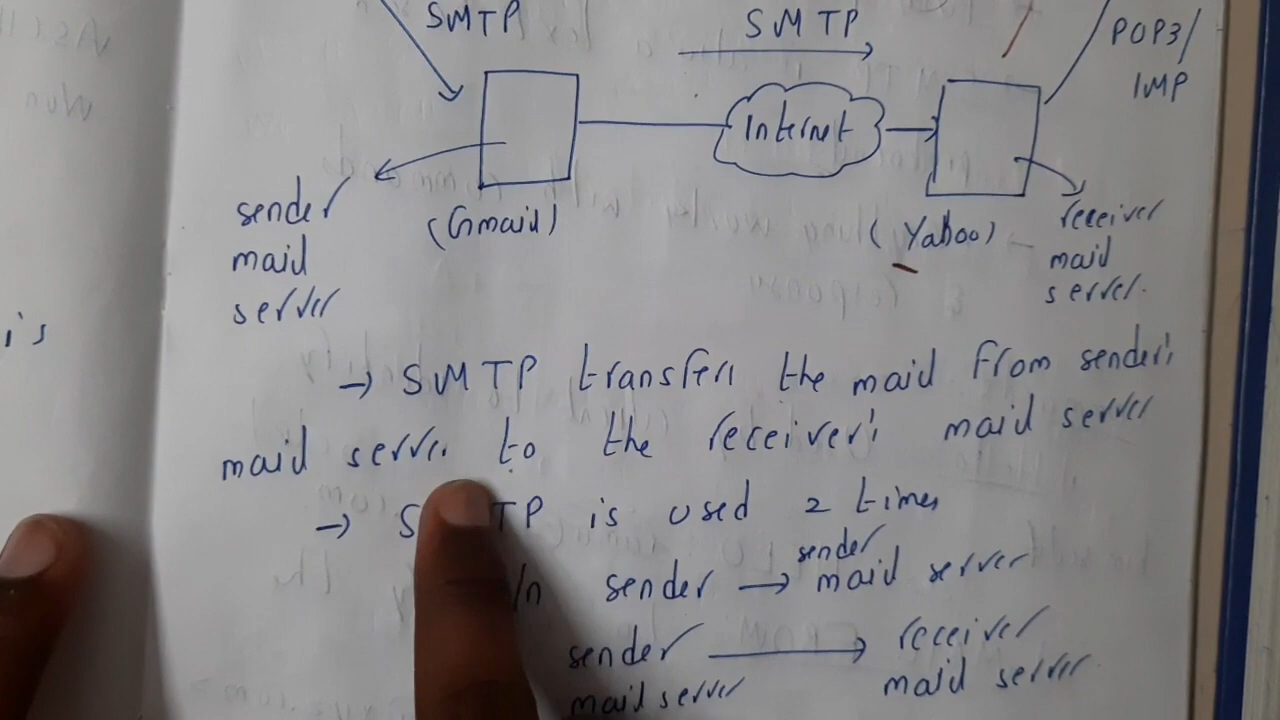 SMTP
SMTP
POP3/
IMP
Internet
sender
mail
server
(Gmail)
(Yahoo)
receiver
mail
server.
→ SMTP transfers the mail from sender's
mail server to the receiver's mail server
→ S TP is used 2 times
/n sender → sender mail server
sender → receiver
mail server mail server.
is